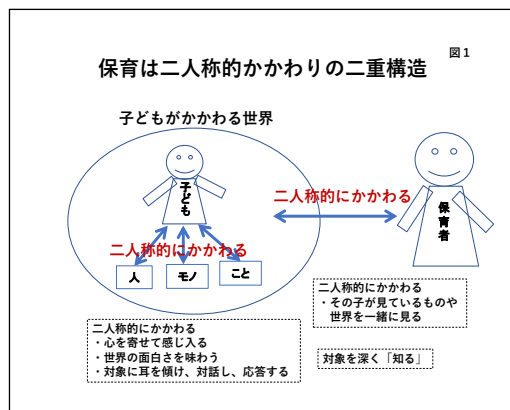 図１
保育は二人称的かかわりの二重構造
子どもがかかわる世界
子ども
二人称的にかかわる
保育者
二人称的にかかわる
人
モノ
こと
二人称的にかかわる
・その子が見ているものや
世界を一緒に見る
二人称的にかかわる
・心を寄せて感じ入る
・世界の面白さを味わう
・対象に耳を傾け、対話し、応答する
対象を深く「知る」